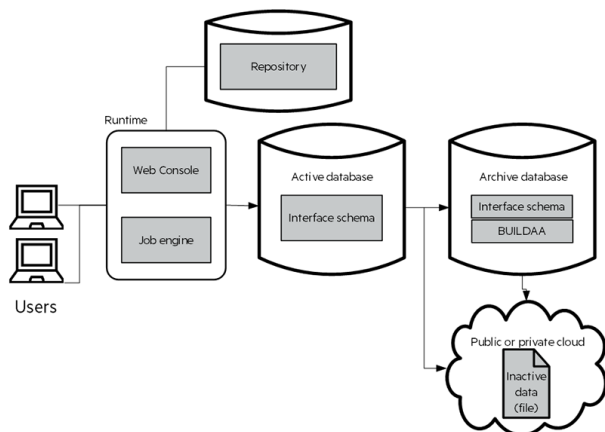 Repository
Runtime
Web Console
Job engine
Users
Active database
Interface schema
Archive database
Interface schema
BUILDAA
Public or private cloud
Inactive
data
(file)